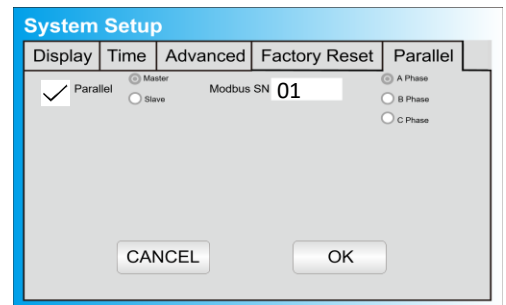 System Setup
Display Time Advanced Factory Reset Parallel
Parallel
Master
Slave
Modbus SN 01
A Phase
B Phase
C Phase
CANCEL OK